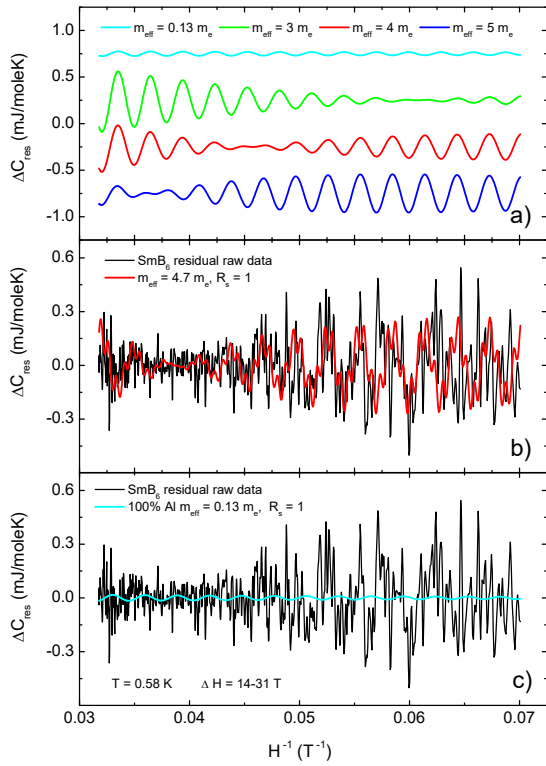 m_eff = 0.13 m_e m_eff = 3 m_e m_eff = 4 m_e m_eff = 5 m_e
1.0
0.5
0.0
-0.5
-1.0
ΔC_res (mJ/moleK)
a)
SmB_6 residual raw data
m_eff = 4.7 m_e, R_s = 1
0.6
0.3
0.0
-0.3
ΔC_res (mJ/moleK)
b)
SmB_6 residual raw data
100% Al m_eff = 0.13 m_e, R_s = 1
0.6
0.3
0.0
-0.3
ΔC_res (mJ/moleK)
T = 0.58 K Δ H = 14-31 T
c)
0.03 0.04 0.05 0.06 0.07
H^-1 (T^-1)